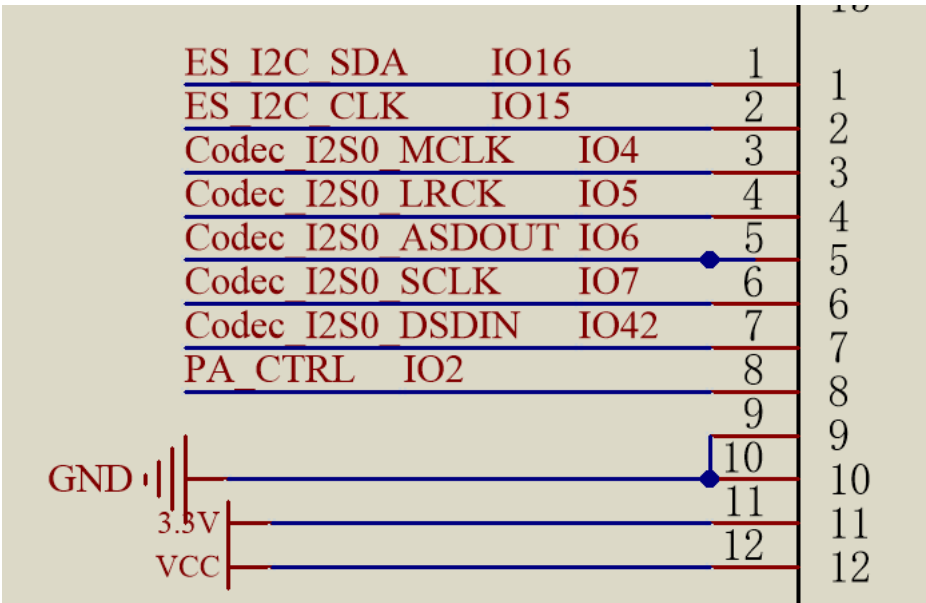 ES_I2C_SDA IO16 1 1
ES_I2C_CLK IO15 2 2
Codec_I2S0_MCLK IO4 3 3
Codec_I2S0_LRCK IO5 4 4
Codec_I2S0_ASDOUT IO6 5 5
Codec_I2S0_SCLK IO7 6 6
Codec_I2S0_DSDIN IO42 7 7
PA_CTRL IO2 8 8
9 9
GND 10 10
3.3V 11 11
VCC 12 12